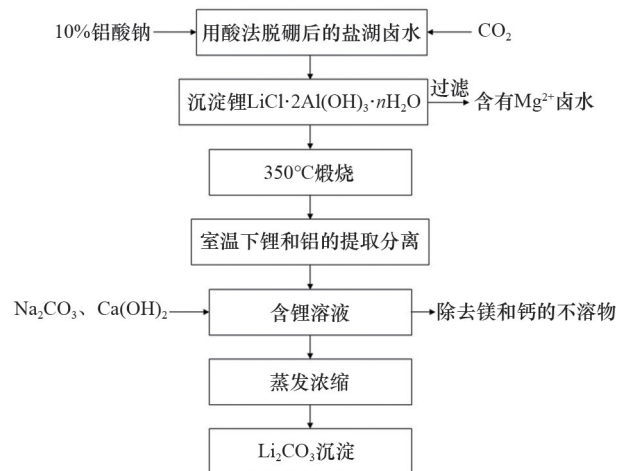 10%铝酸钠
用酸法脱硼后的盐湖卤水
CO₂
沉淀锂LiCl·2Al(OH)₃·nH₂O
过滤
含有Mg²⁺卤水
350℃煅烧
室温下锂和铝的提取分离
Na₂CO₃、Ca(OH)₂
含锂溶液
除去镁和钙的不溶物
蒸发浓缩
Li₂CO₃沉淀